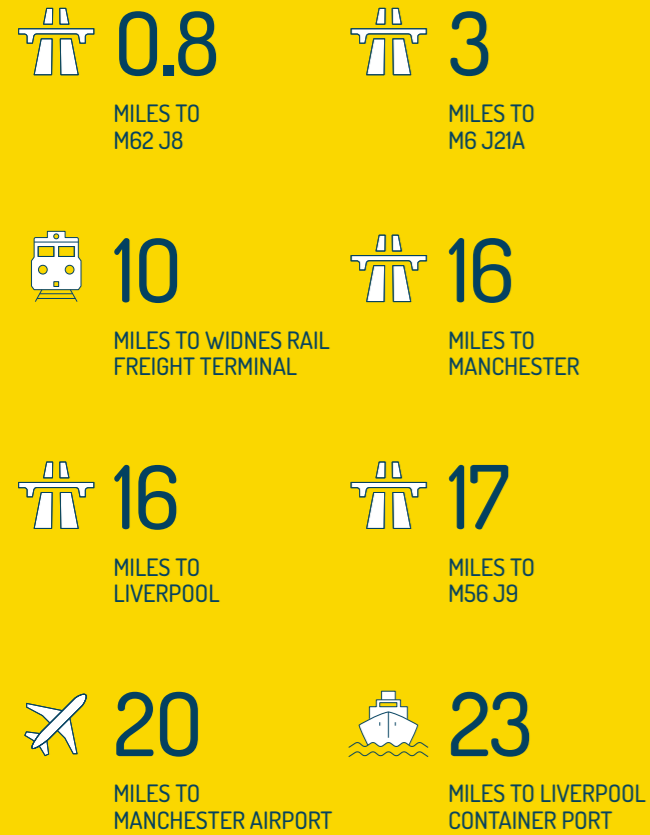 0.8
MILES TO
M62 J8
3
MILES TO
M6 J21A
10
MILES TO WIDNES RAIL
FREIGHT TERMINAL
16
MILES TO
MANCHESTER
16
MILES TO
LIVERPOOL
17
MILES TO
M56 J9
20
MILES TO
MANCHESTER AIRPORT
23
MILES TO LIVERPOOL
CONTAINER PORT